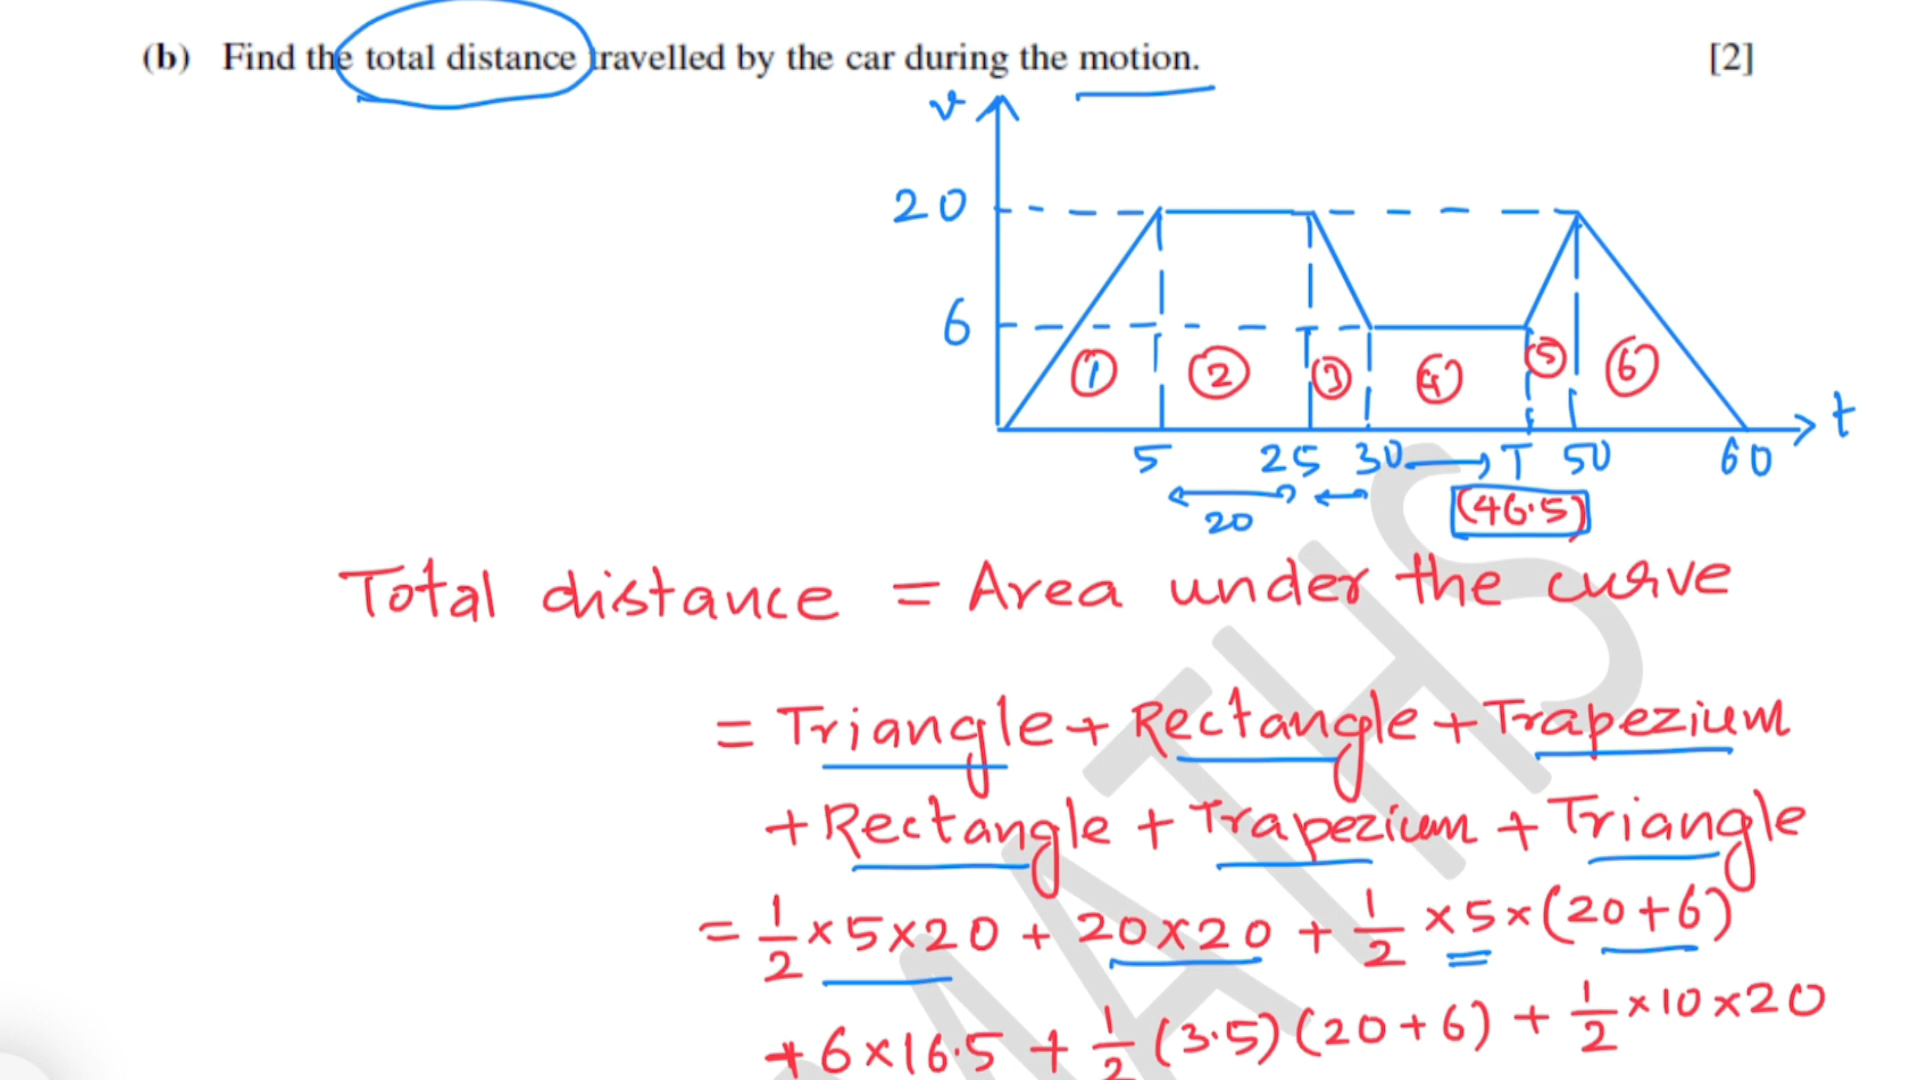 (b) Find the total distance travelled by the car during the motion. [2]
v
20
6
① ② ③ ④ ⑤ ⑥
t
5 25 30 → T 50 60
20 (46.5)
Total distance = Area under the curve
= Triangle + Rectangle + Trapezium
+ Rectangle + Trapezium + Triangle
= 1/2 × 5 × 20 + 20 × 20 + 1/2 × 5 × (20+6)
+ 6 × 16.5 + 1/2 (3.5) (20+6) + 1/2 × 10 × 20
MATHS